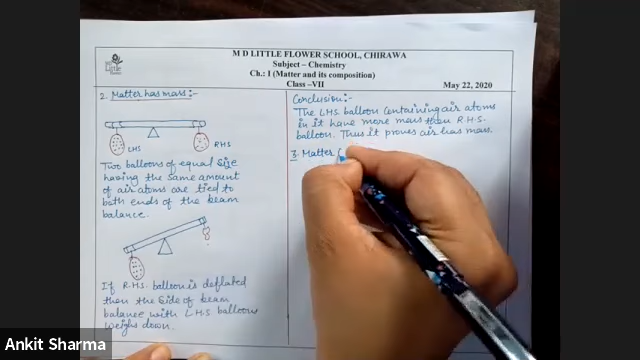 M D LITTLE FLOWER SCHOOL, CHIRAWA
Subject – Chemistry
Ch.: I (Matter and its composition)
Class –VII
May 22, 2020
Little
2. Matter has mass:-
LHS
RHS
Two balloons of equal size
having the same amount
of air atoms are tied to
both ends of the beam
balance.
If R.H.S. balloon is deflated
then the side of beam
balance with L.H.S balloon
weighs down.
Conclusion:-
The LHS balloon containing air atoms
in it have more mass then R.H.S.
balloon. Thus it proves air has mass.
3. Matter
Ankit Sharma